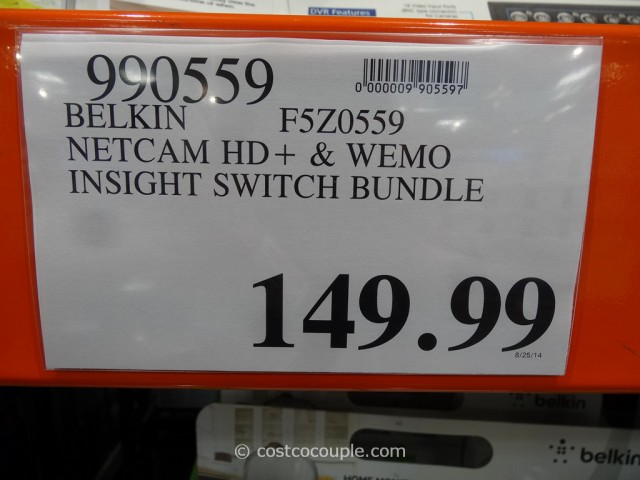 DVR Features
990559
0 000009 905597
BELKIN F5Z0559
NETCAM HD+ & WEMO
INSIGHT SWITCH BUNDLE
149.99
8/25/14
belkin
belkin
© costcocouple.com